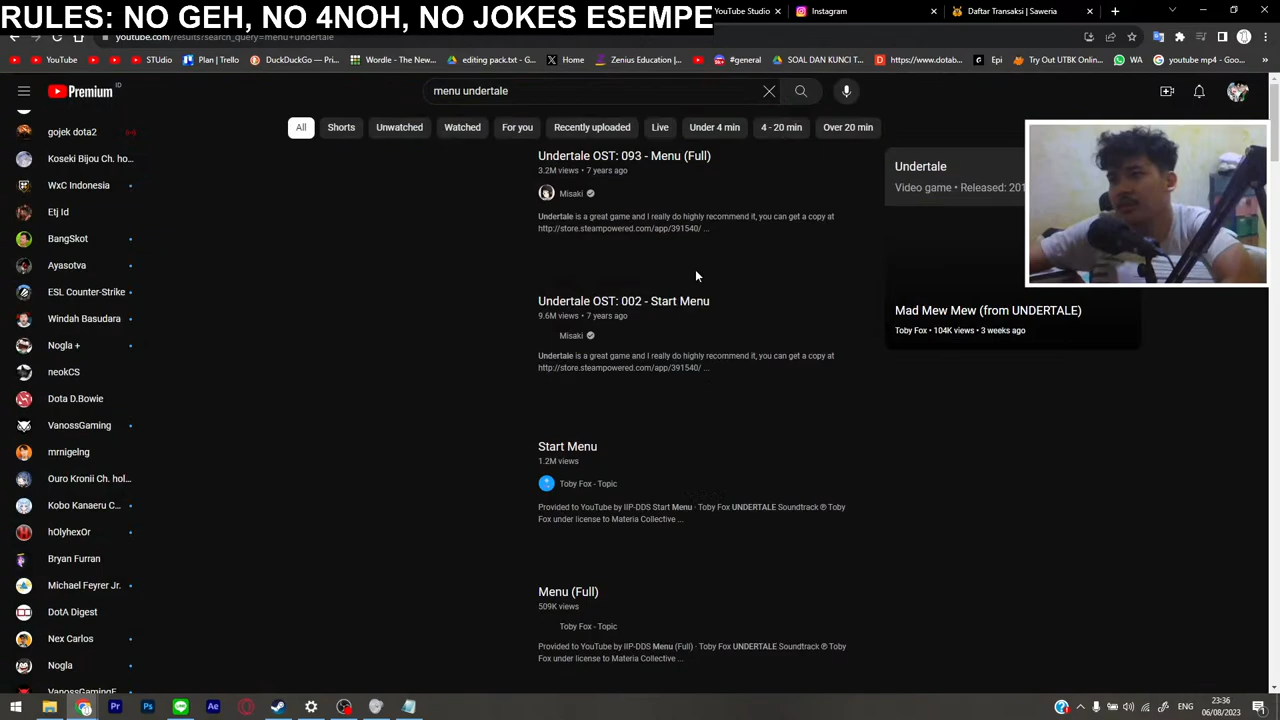 RULES: NO GEH, NO 4NOH, NO JOKES ESEMPE
YouTube Studio
Instagram
Daftar Transaksi | Saweria
youtube.com/results?search_query=menu+undertale
YouTube
STUdio
Plan | Trello
DuckDuckGo — Pri...
Wordle - The New...
editing pack.txt - G...
Home
Zenius Education |...
#general
SOAL DAN KUNCI T...
https://www.dotab...
Epi
Try Out UTBK Onlin...
WA
youtube mp4 - Goo...
Premium ID
menu undertale
All
Shorts
Unwatched
Watched
For you
Recently uploaded
Live
Under 4 min
4 - 20 min
Over 20 min
gojek dota2
Koseki Bijou Ch. ho...
WxC Indonesia
Etj Id
BangSkot
Ayasotva
ESL Counter-Strike
Windah Basudara
Nogla +
neokCS
Dota D.Bowie
VanossGaming
mrnigelng
Ouro Kronii Ch. hol...
Kobo Kanaeru C...
hOlyhexOr
Bryan Furran
Michael Feyrer Jr.
DotA Digest
Nex Carlos
Nogla
VanossGamingF
Undertale OST: 093 - Menu (Full)
3.2M views • 7 years ago
Misaki
Undertale is a great game and I really do highly recommend it, you can get a copy at
http://store.steampowered.com/app/391540/ ...
Undertale OST: 002 - Start Menu
9.6M views • 7 years ago
Misaki
Undertale is a great game and I really do highly recommend it, you can get a copy at
http://store.steampowered.com/app/391540/ ...
Start Menu
1.2M views
Toby Fox - Topic
Provided to YouTube by IIP-DDS Start Menu · Toby Fox UNDERTALE Soundtrack ℗ Toby
Fox under license to Materia Collective ...
Menu (Full)
509K views
Toby Fox - Topic
Provided to YouTube by IIP-DDS Menu (Full) · Toby Fox UNDERTALE Soundtrack ℗ Toby
Fox under license to Materia Collective ...
Undertale
Video game • Released: 201
Mad Mew Mew (from UNDERTALE)
Toby Fox • 104K views • 3 weeks ago
ENG
23:36
06/08/2023